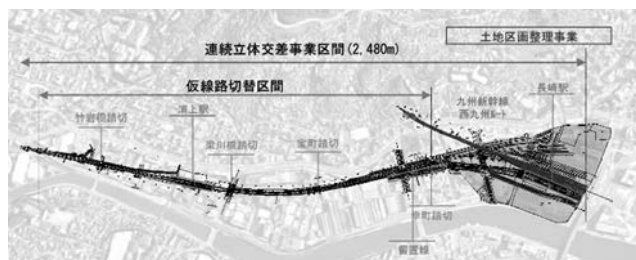 土地区画整理事業
連続立体交差事業区間(2,480m)
仮線路切替区間
長崎駅
九州新幹線
西九州ルート
竹岩橋踏切
浦上駅
梁川橋踏切
宝町踏切
幸町踏切
留置線